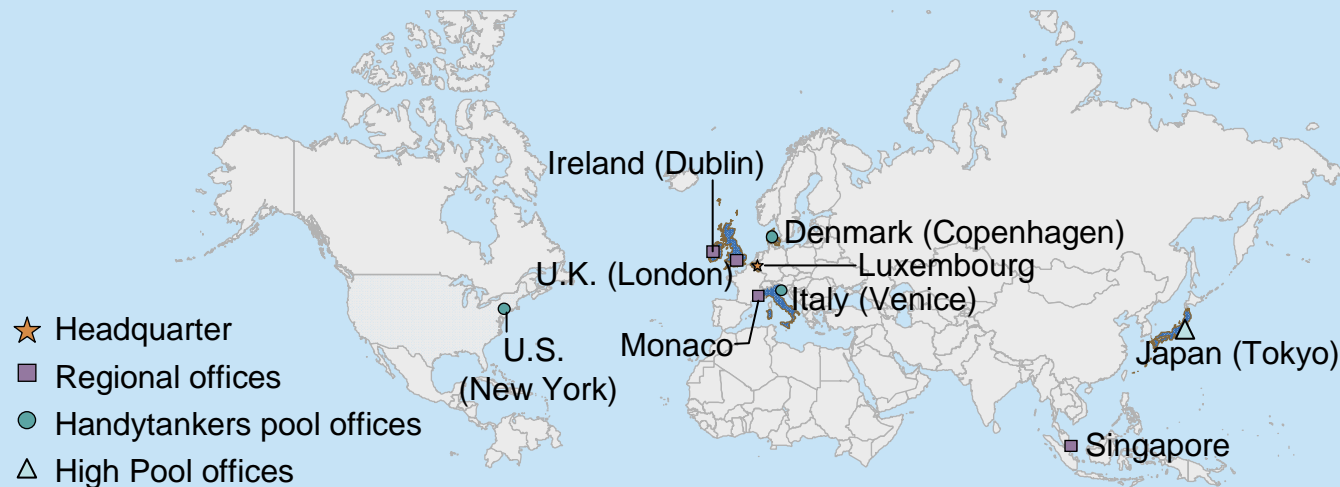 Ireland (Dublin)
Denmark (Copenhagen)
Luxembourg
U.K. (London)
Italy (Venice)
Monaco
U.S.
(New York)
Japan (Tokyo)
Singapore
Headquarter
Regional offices
Handytankers pool offices
High Pool offices